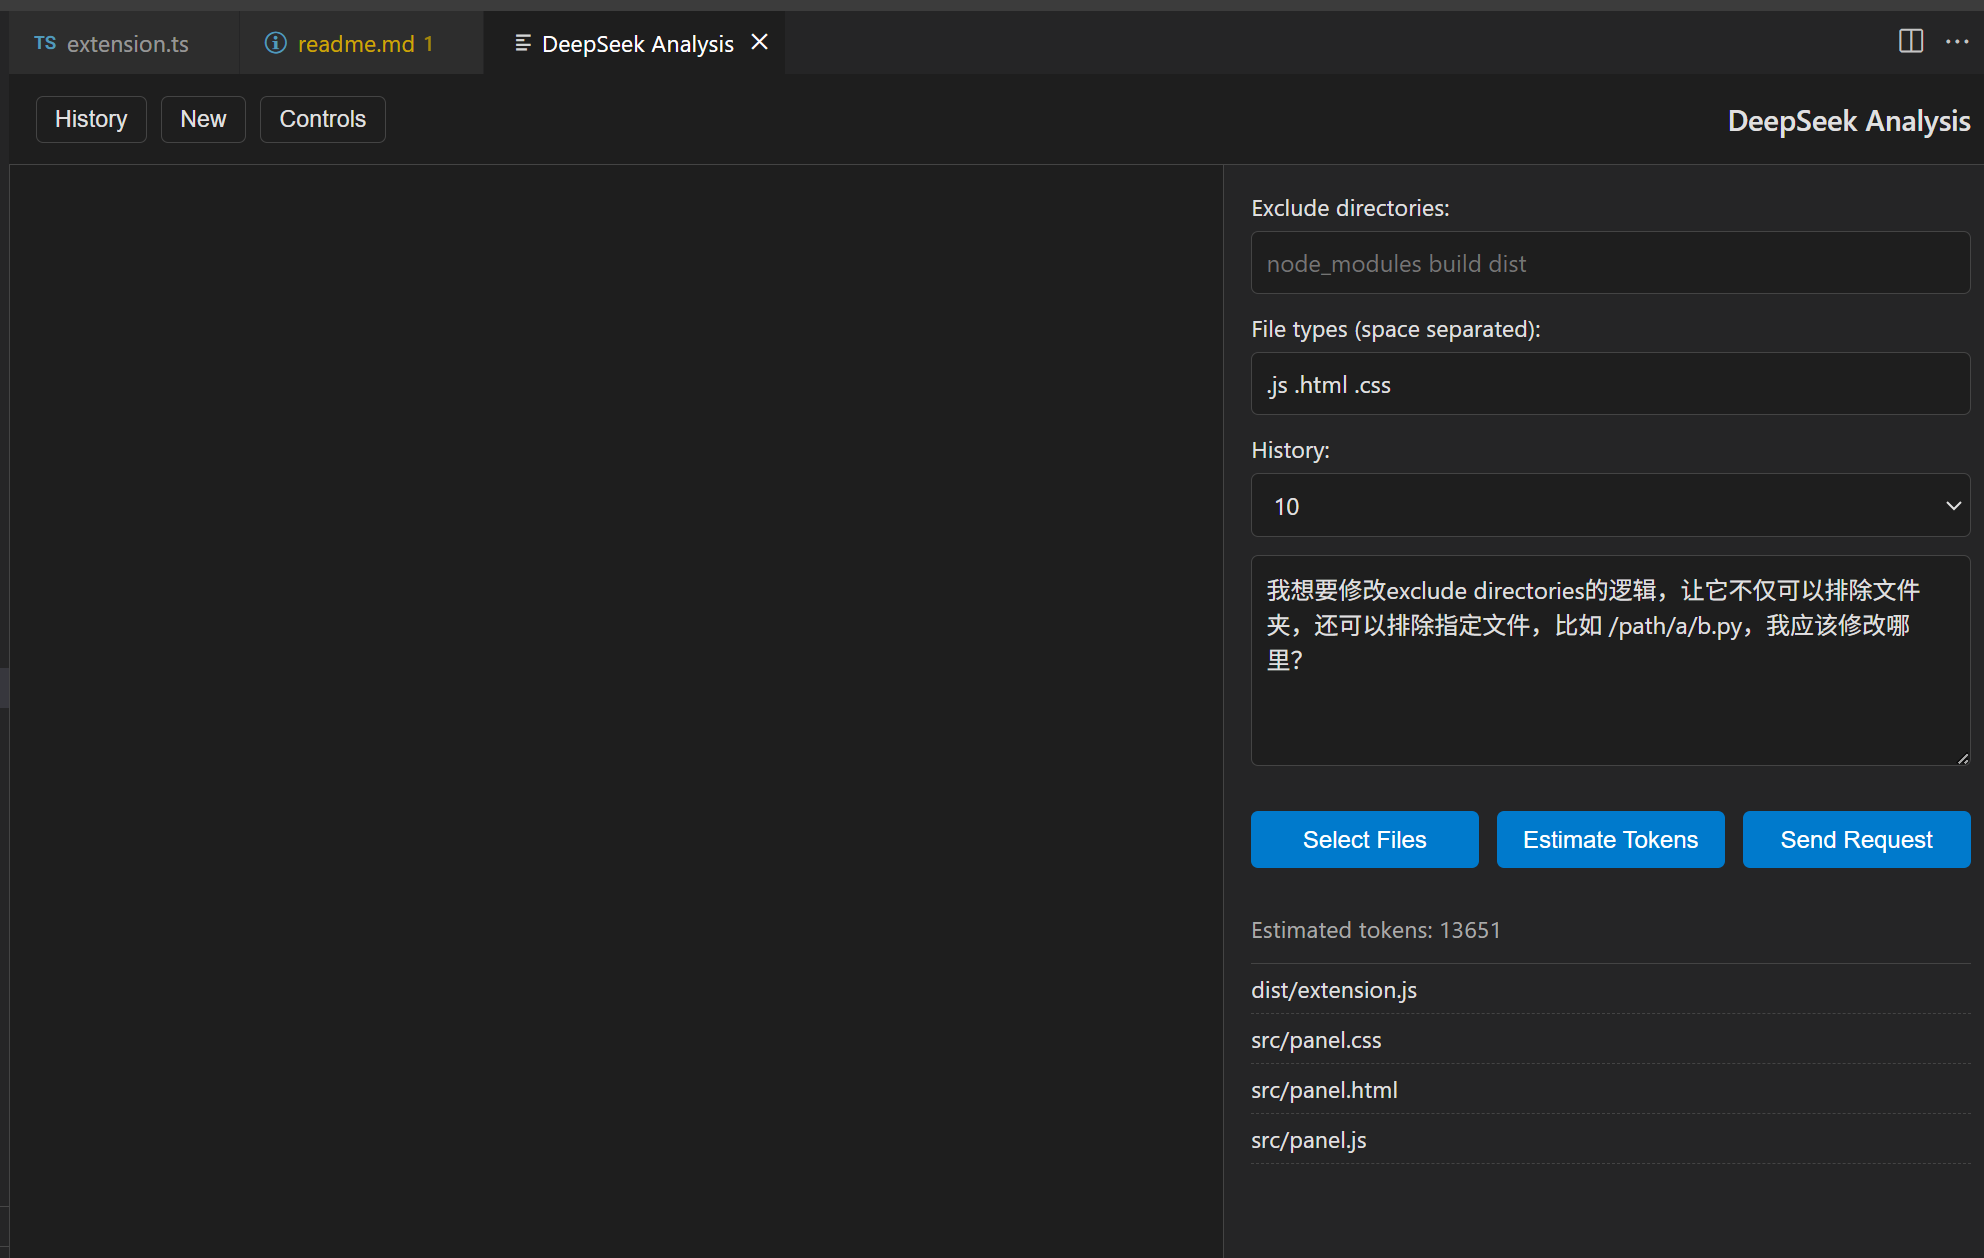 TS extension.ts
readme.md 1
DeepSeek Analysis
History
New
Controls
DeepSeek Analysis
Exclude directories:
node_modules build dist
File types (space separated):
.js .html .css
History:
10
我想要修改exclude directories的逻辑，让它不仅可以排除文件
夹，还可以排除指定文件，比如 /path/a/b.py，我应该修改哪
里？
Select Files
Estimate Tokens
Send Request
Estimated tokens: 13651
dist/extension.js
src/panel.css
src/panel.html
src/panel.js